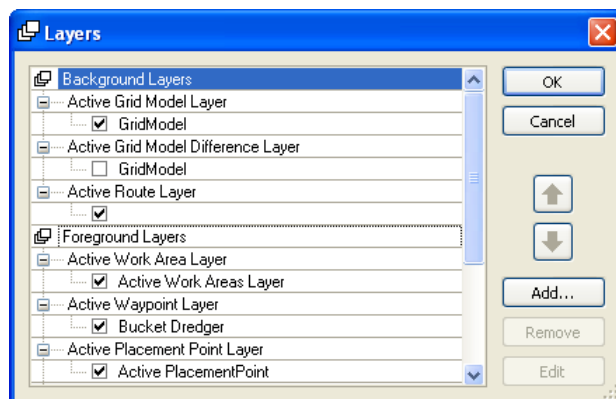 Layers
Background Layers
Active Grid Model Layer
GridModel
Active Grid Model Difference Layer
GridModel
Active Route Layer
Foreground Layers
Active Work Area Layer
Active Work Areas Layer
Active Waypoint Layer
Bucket Dredger
Active Placement Point Layer
Active PlacementPoint
OK
Cancel
Add...
Remove
Edit